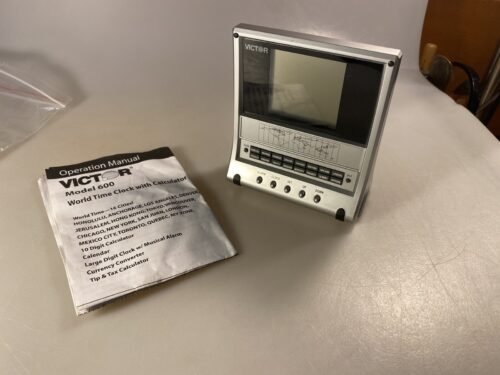 Operation Manual
VICTOR
Model 600
World Time Clock with Calculator
World Time—16 Cities!
HONOLULU, ANCHORAGE, LOS ANGELES, DENVER
JERUSALEM, HONG KONG, TOKYO, VANCOUVER
CHICAGO, NEW YORK, SAN JUAN, LONDON,
MEXICO CITY, TORONTO, QUEBEC, NY, ZONE,
10 Digit Calculator
Calendar
Large Digit Clock w/ Musical Alarm
Currency Converter
Tip & Tax Calculator
VICTOR